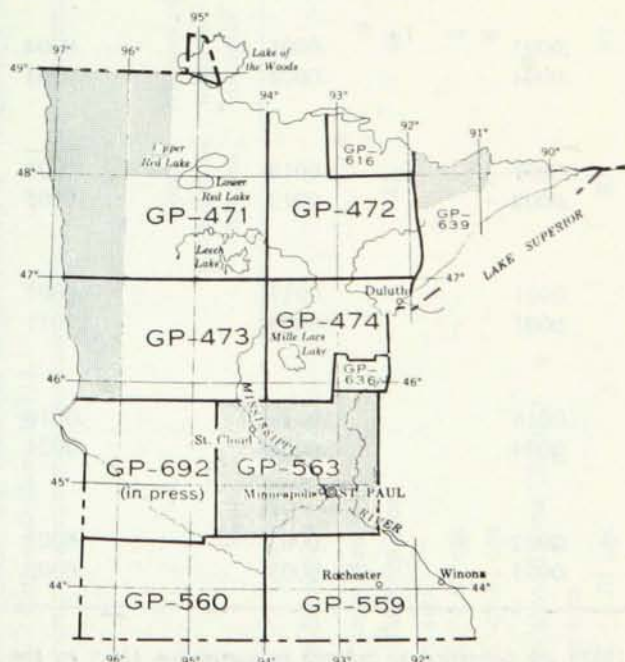 95°
97° 96° Lake of
the Woods
49°
94° 93°
92° 91° 90°
GP-
616
Upper
Red Lake
48°
Lower
Red Lake
GP-471 GP-472 GP-
639
Leech
Lake
LAKE SUPERIOR
47° 47°
Duluth
GP-473 GP-474
Mille Lacs
Lake
GP-
636
46° 46°
MISSISSIPPI
St. Cloud
GP-692 GP-563
(in press)
45° Minneapolis ST. PAUL
RIVER
Rochester Winona
44° 44°
GP-560 GP-559
96° 95° 94° 93° 92°